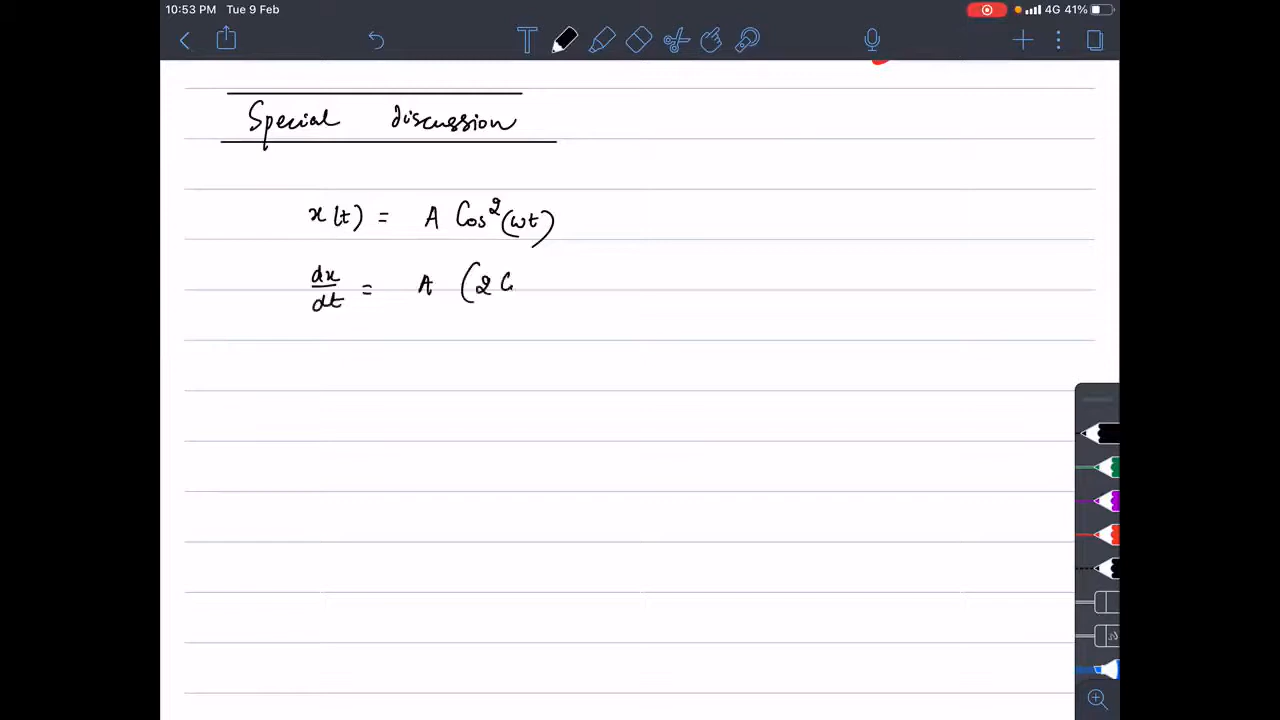 10:53 PM Tue 9 Feb 4G 41%
Special discussion
x(t) = A Cos²(ωt)
dx/dt = A (2 C